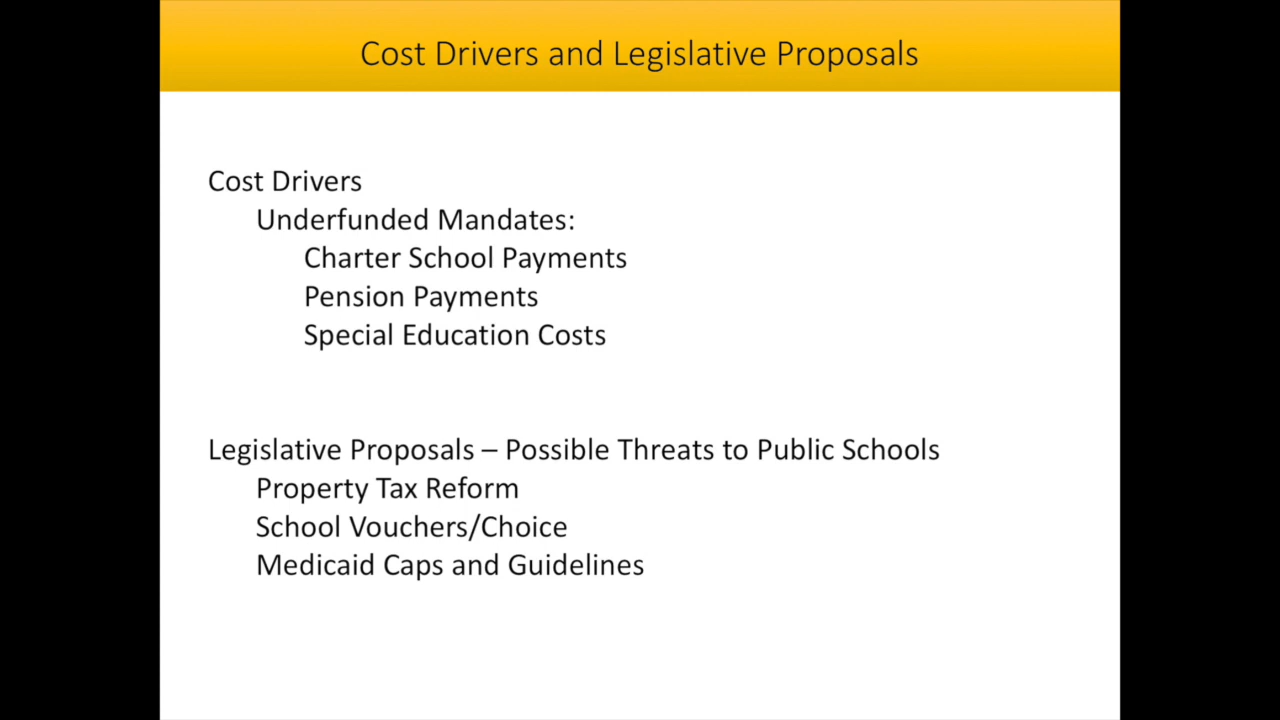 Cost Drivers and Legislative Proposals
Cost Drivers
Underfunded Mandates:
Charter School Payments
Pension Payments
Special Education Costs
Legislative Proposals – Possible Threats to Public Schools
Property Tax Reform
School Vouchers/Choice
Medicaid Caps and Guidelines